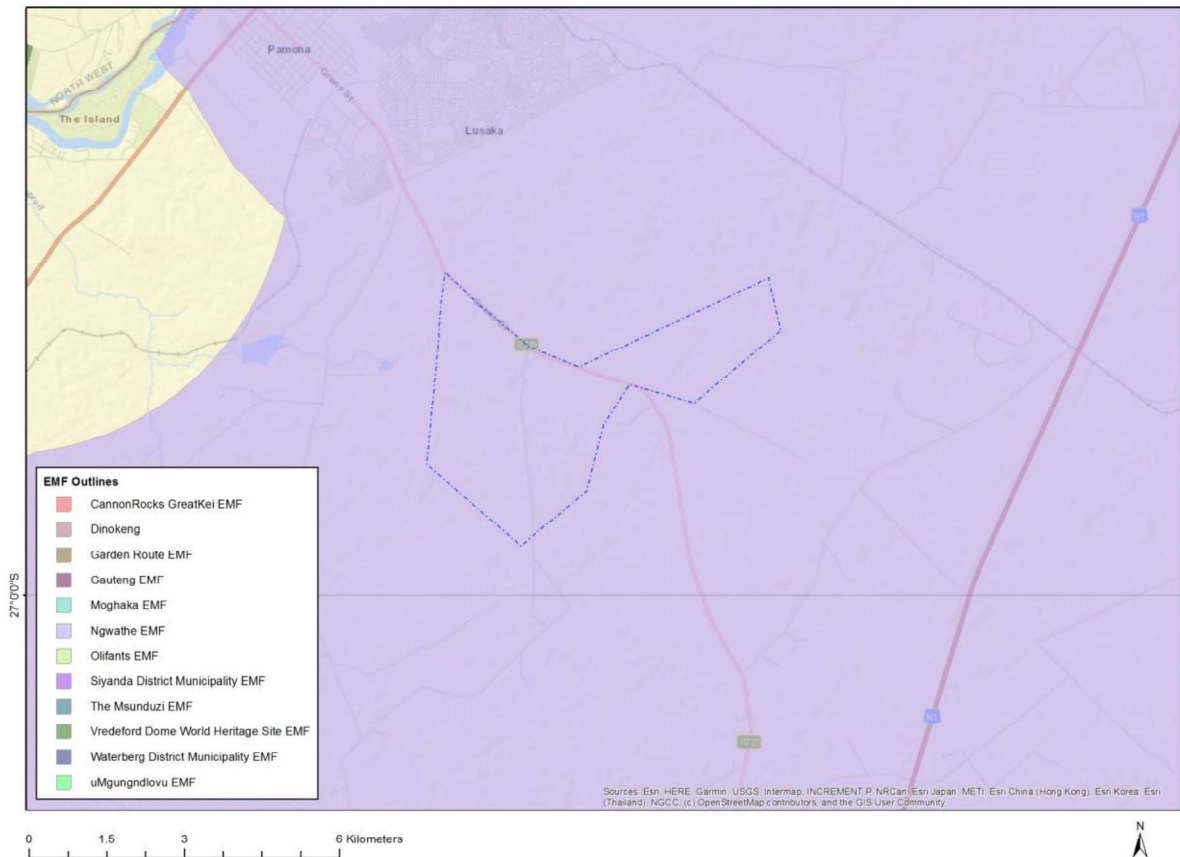 Pamona
Grens St
NORTH WEST
The Island
Lusaka
N1
Grens St
27°0'0"S
EMF Outlines
CannonRocks GreatKei EMF
Dinokeng
Garden Route EMF
Gauteng EMF
Moghaka EMF
Ngwathe EMF
Olifants EMF
Siyanda District Municipality EMF
The Msunduzi EMF
Vredeford Dome World Heritage Site EMF
Waterberg District Municipality EMF
uMgungndlovu EMF
N1
Sources: Esri, HERE, Garmin, USGS, Intermap, INCREMENT P, NRCan, Esri Japan, METI, Esri China (Hong Kong), Esri Korea, Esri
(Thailand), NGCC, (c) OpenStreetMap contributors, and the GIS User Community
0 1.5 3 6 Kilometers
N